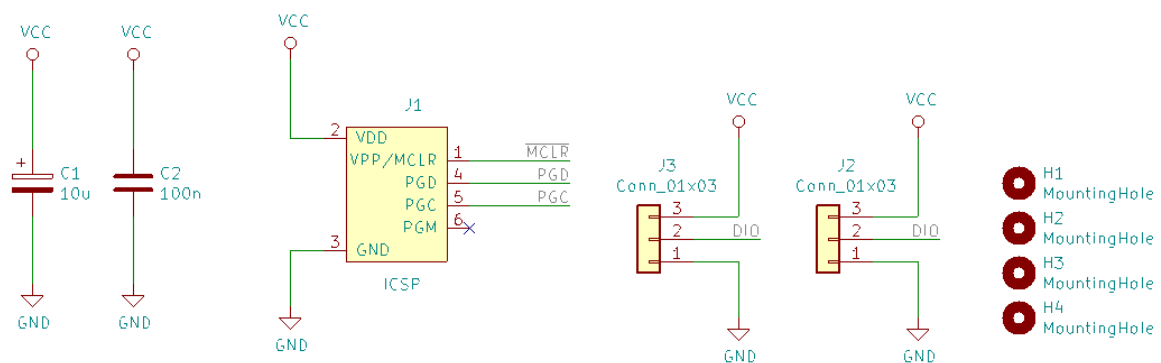 VCC
+
C1
10u
GND
VCC
C2
100n
GND
VCC
J1
2
VDD
VPP/MCLR
1
MCLR
PGD
4
PGD
PGC
5
PGC
PGM
6
3
GND
ICSP
GND
VCC
J3
Conn_01x03
3
2
DIO
1
GND
VCC
J2
Conn_01x03
3
2
DIO
1
GND
H1
MountingHole
H2
MountingHole
H3
MountingHole
H4
MountingHole